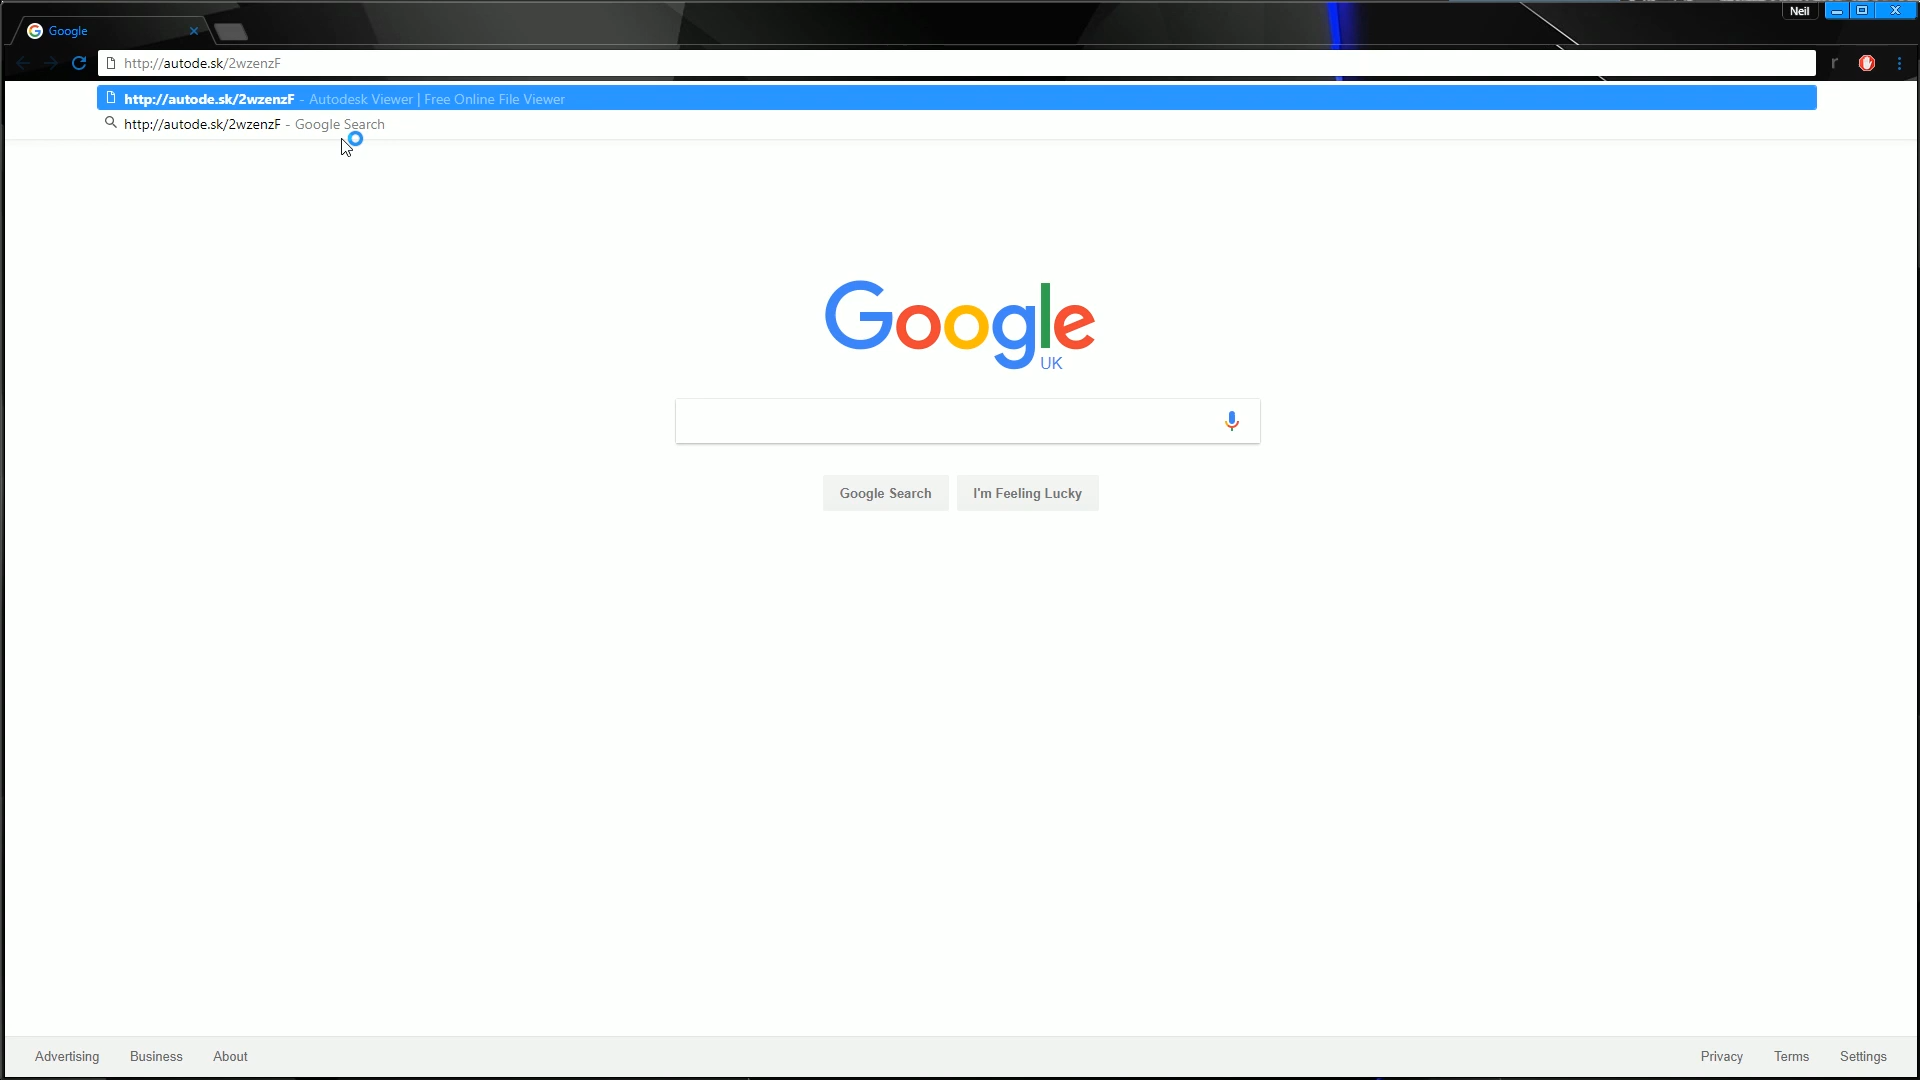 Neil
Google
http://autode.sk/2wzenzF
http://autode.sk/2wzenzF - Autodesk Viewer | Free Online File Viewer
http://autode.sk/2wzenzF - Google Search
Google
UK
Google Search I'm Feeling Lucky
Advertising Business About Privacy Terms Settings